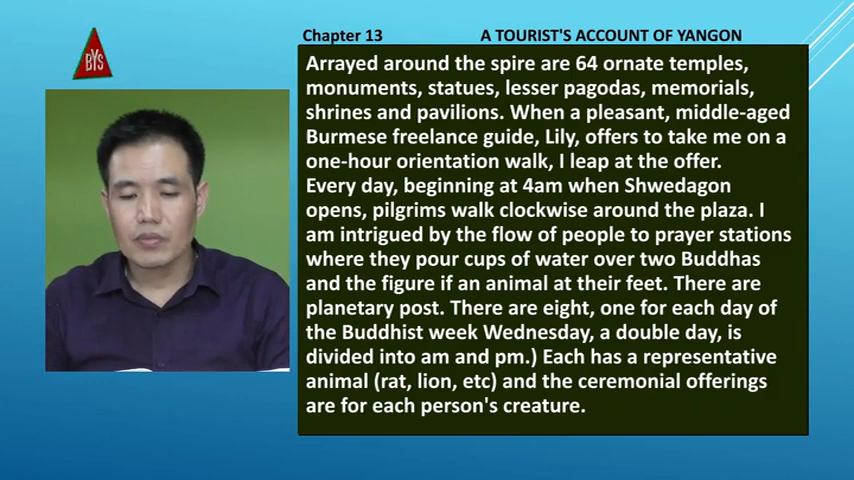 Chapter 13 A TOURIST'S ACCOUNT OF YANGON
BYS
Arrayed around the spire are 64 ornate temples,
monuments, statues, lesser pagodas, memorials,
shrines and pavilions. When a pleasant, middle-aged
Burmese freelance guide, Lily, offers to take me on a
one-hour orientation walk, I leap at the offer.
Every day, beginning at 4am when Shwedagon
opens, pilgrims walk clockwise around the plaza. I
am intrigued by the flow of people to prayer stations
where they pour cups of water over two Buddhas
and the figure if an animal at their feet. There are
planetary post. There are eight, one for each day of
the Buddhist week Wednesday, a double day, is
divided into am and pm.) Each has a representative
animal (rat, lion, etc) and the ceremonial offerings
are for each person's creature.